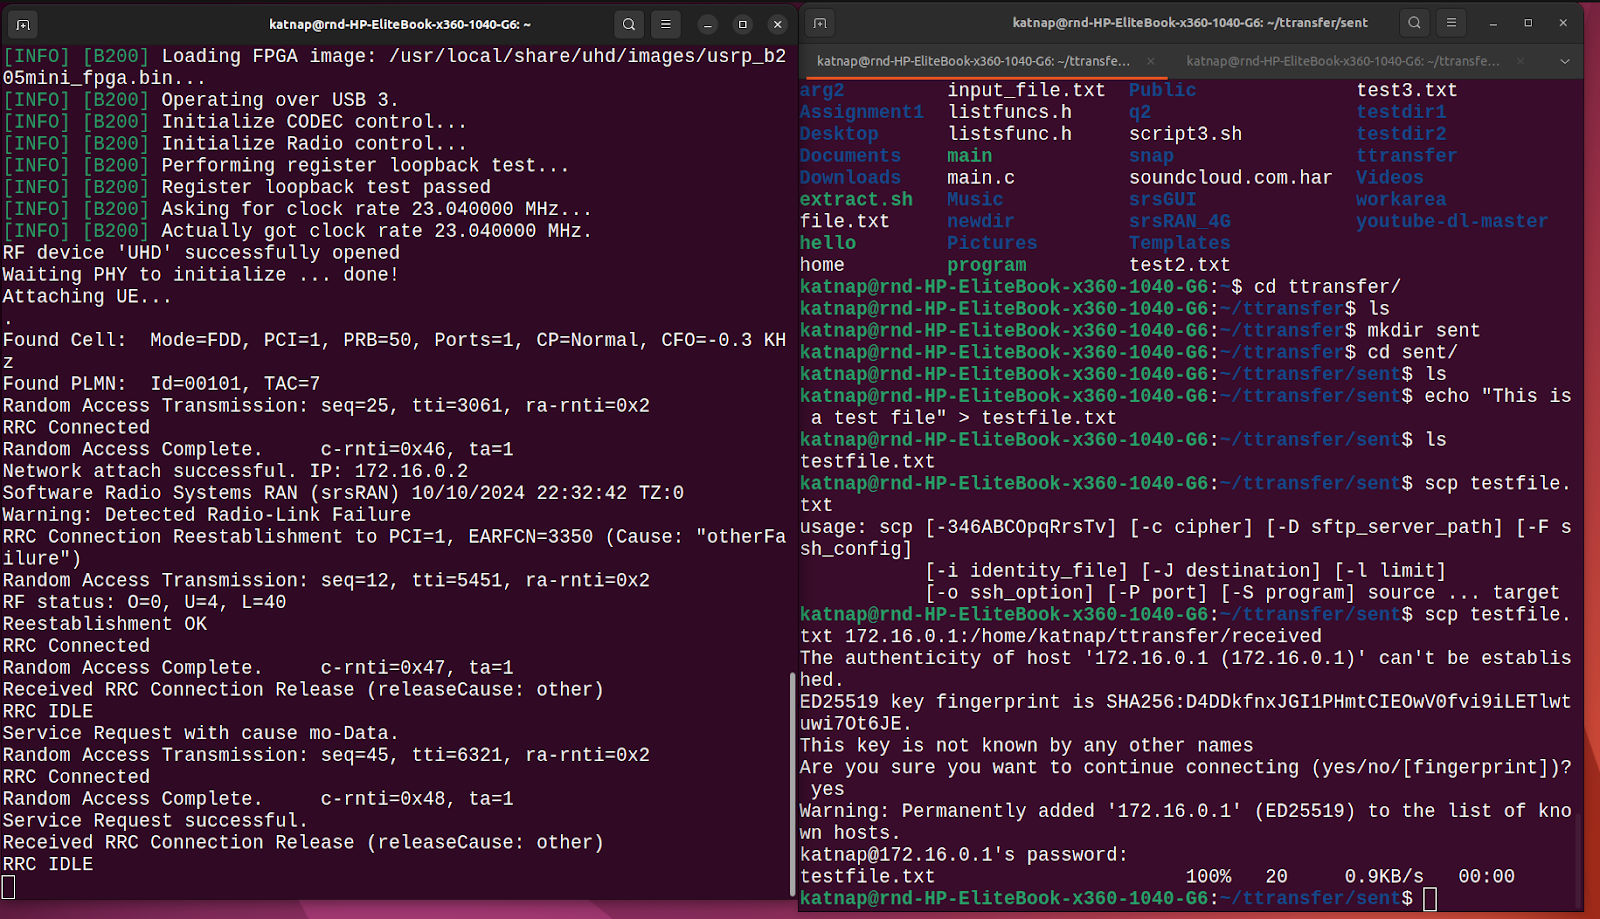 katnap@rnd-HP-EliteBook-x360-1040-G6: ~
[INFO] [B200] Loading FPGA image: /usr/local/share/uhd/images/usrp_b2
05mini_fpga.bin...
[INFO] [B200] Operating over USB 3.
[INFO] [B200] Initialize CODEC control...
[INFO] [B200] Initialize Radio control...
[INFO] [B200] Performing register loopback test...
[INFO] [B200] Register loopback test passed
[INFO] [B200] Asking for clock rate 23.040000 MHz...
[INFO] [B200] Actually got clock rate 23.040000 MHz.
RF device 'UHD' successfully opened
Waiting PHY to initialize ... done!
Attaching UE...
.
Found Cell:  Mode=FDD, PCI=1, PRB=50, Ports=1, CP=Normal, CFO=-0.3 KH
z
Found PLMN:  Id=00101, TAC=7
Random Access Transmission: seq=25, tti=3061, ra-rnti=0x2
RRC Connected
Random Access Complete.     c-rnti=0x46, ta=1
Network attach successful. IP: 172.16.0.2
Software Radio Systems RAN (srsRAN) 10/10/2024 22:32:42 TZ:0
Warning: Detected Radio-Link Failure
RRC Connection Reestablishment to PCI=1, EARFCN=3350 (Cause: "otherFa
ilure")
Random Access Transmission: seq=12, tti=5451, ra-rnti=0x2
RF status: O=0, U=4, L=40
Reestablishment OK
RRC Connected
Random Access Complete.     c-rnti=0x47, ta=1
Received RRC Connection Release (releaseCause: other)
RRC IDLE
Service Request with cause mo-Data.
Random Access Transmission: seq=45, tti=6321, ra-rnti=0x2
RRC Connected
Random Access Complete.     c-rnti=0x48, ta=1
Service Request successful.
Received RRC Connection Release (releaseCause: other)
RRC IDLE
katnap@rnd-HP-EliteBook-x360-1040-G6: ~/ttransfer/sent
katnap@rnd-HP-EliteBook-x360-1040-G6: ~/ttransfe... katnap@rnd-HP-EliteBook-x360-1040-G6: ~/ttransfe...
arg2        input_file.txt  Public              test3.txt
Assignment1 listfuncs.h     q2                  testdir1
Desktop     listsfunc.h     script3.sh          testdir2
Documents   main            snap                ttransfer
Downloads   main.c          soundcloud.com.har  Videos
extract.sh  Music           srsGUI              workarea
file.txt    newdir          srsRAN_4G           youtube-dl-master
hello       Pictures        Templates
home        program         test2.txt
katnap@rnd-HP-EliteBook-x360-1040-G6:~$ cd ttransfer/
katnap@rnd-HP-EliteBook-x360-1040-G6:~/ttransfer$ ls
katnap@rnd-HP-EliteBook-x360-1040-G6:~/ttransfer$ mkdir sent
katnap@rnd-HP-EliteBook-x360-1040-G6:~/ttransfer$ cd sent/
katnap@rnd-HP-EliteBook-x360-1040-G6:~/ttransfer/sent$ ls
katnap@rnd-HP-EliteBook-x360-1040-G6:~/ttransfer/sent$ echo "This is
 a test file" > testfile.txt
katnap@rnd-HP-EliteBook-x360-1040-G6:~/ttransfer/sent$ ls
testfile.txt
katnap@rnd-HP-EliteBook-x360-1040-G6:~/ttransfer/sent$ scp testfile.
txt
usage: scp [-346ABCOpqRrsTv] [-c cipher] [-D sftp_server_path] [-F s
sh_config]
           [-i identity_file] [-J destination] [-l limit]
           [-o ssh_option] [-P port] [-S program] source ... target
katnap@rnd-HP-EliteBook-x360-1040-G6:~/ttransfer/sent$ scp testfile.
txt 172.16.0.1:/home/katnap/ttransfer/received
The authenticity of host '172.16.0.1 (172.16.0.1)' can't be establis
hed.
ED25519 key fingerprint is SHA256:D4DDkfnxJGI1PHmtCIEOwV0fvi9iLETlwt
uwi7Ot6JE.
This key is not known by any other names
Are you sure you want to continue connecting (yes/no/[fingerprint])?
 yes
Warning: Permanently added '172.16.0.1' (ED25519) to the list of kno
wn hosts.
katnap@172.16.0.1's password:
testfile.txt                      100%   20     0.9KB/s   00:00
katnap@rnd-HP-EliteBook-x360-1040-G6:~/ttransfer/sent$